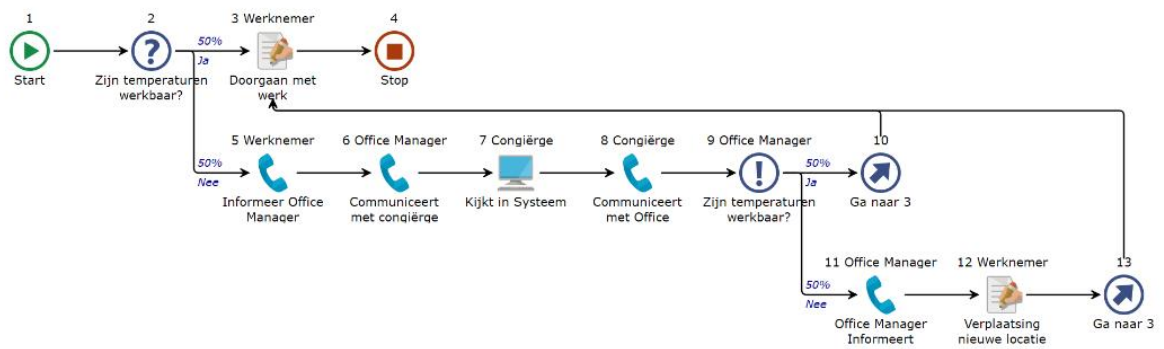 1
Start
2
Zijn temperaturen
werkbaar?
50%
Ja
3 Werknemer
Doorgaan met
werk
4
Stop
50%
Nee
5 Werknemer
Informeer Office
Manager
6 Office Manager
Communiceert
met congiërge
7 Congiërge
Kijkt in Systeem
8 Congiërge
Communiceert
met Office
9 Office Manager
Zijn temperaturen
werkbaar?
50%
Ja
10
Ga naar 3
50%
Nee
11 Office Manager
Office Manager
Informeert
12 Werknemer
Verplaatsing
nieuwe locatie
13
Ga naar 3